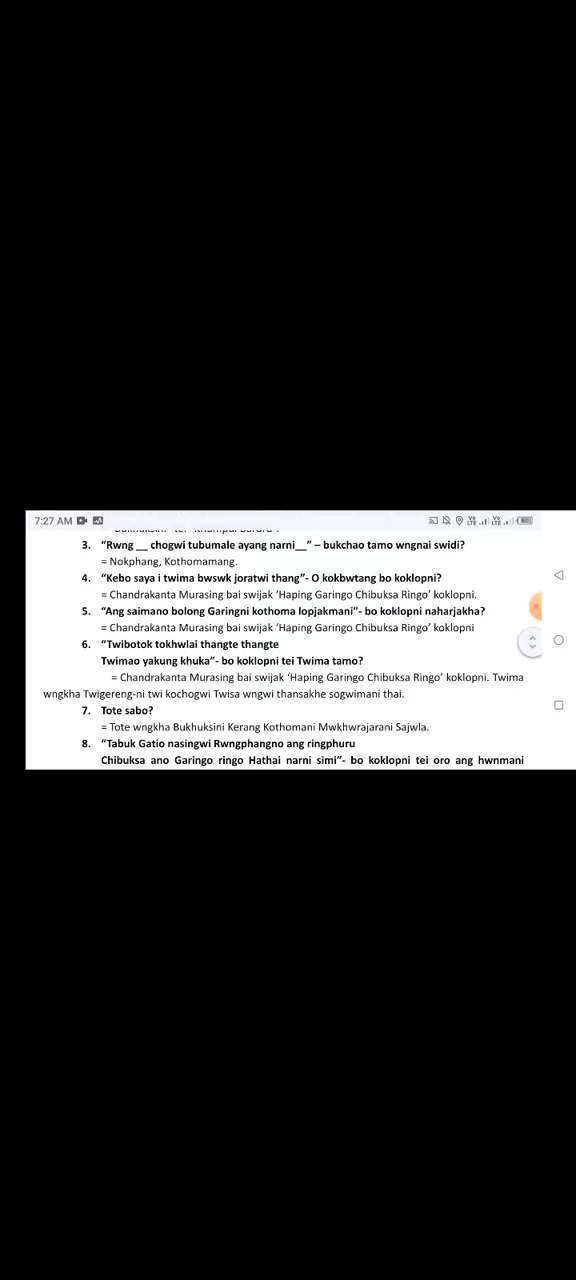 7:27 AM
3. “Rwng __ chogwi tubumale ayang narni__” – bukchao tamo wngnai swidi?
= Nokphang, Kothomamang.
4. “Kebo saya i twima bwswk joratwi thang”- O kokbwtang bo koklopni?
= Chandrakanta Murasing bai swijak ‘Haping Garingo Chibuksa Ringo’ koklopni.
5. “Ang saimano bolong Garingni kothoma lopjakmani”- bo koklopni naharjakha?
= Chandrakanta Murasing bai swijak ‘Haping Garingo Chibuksa Ringo’ koklopni
6. “Twibotok tokhwlai thangte thangte
Twimao yakung khuka”- bo koklopni tei Twima tamo?
= Chandrakanta Murasing bai swijak ‘Haping Garingo Chibuksa Ringo’ koklopni. Twima
wngkha Twigereng-ni twi kochogwi Twisa wngwi thansakhe sogwimani thai.
7. Tote sabo?
= Tote wngkha Bukhuksini Kerang Kothomani Mwkhwrajarani Sajwla.
8. “Tabuk Gatio nasingwi Rwngphangno ang ringphuru
Chibuksa ano Garingo ringo Hathai narni simi”- bo koklopni tei oro ang hwnmani